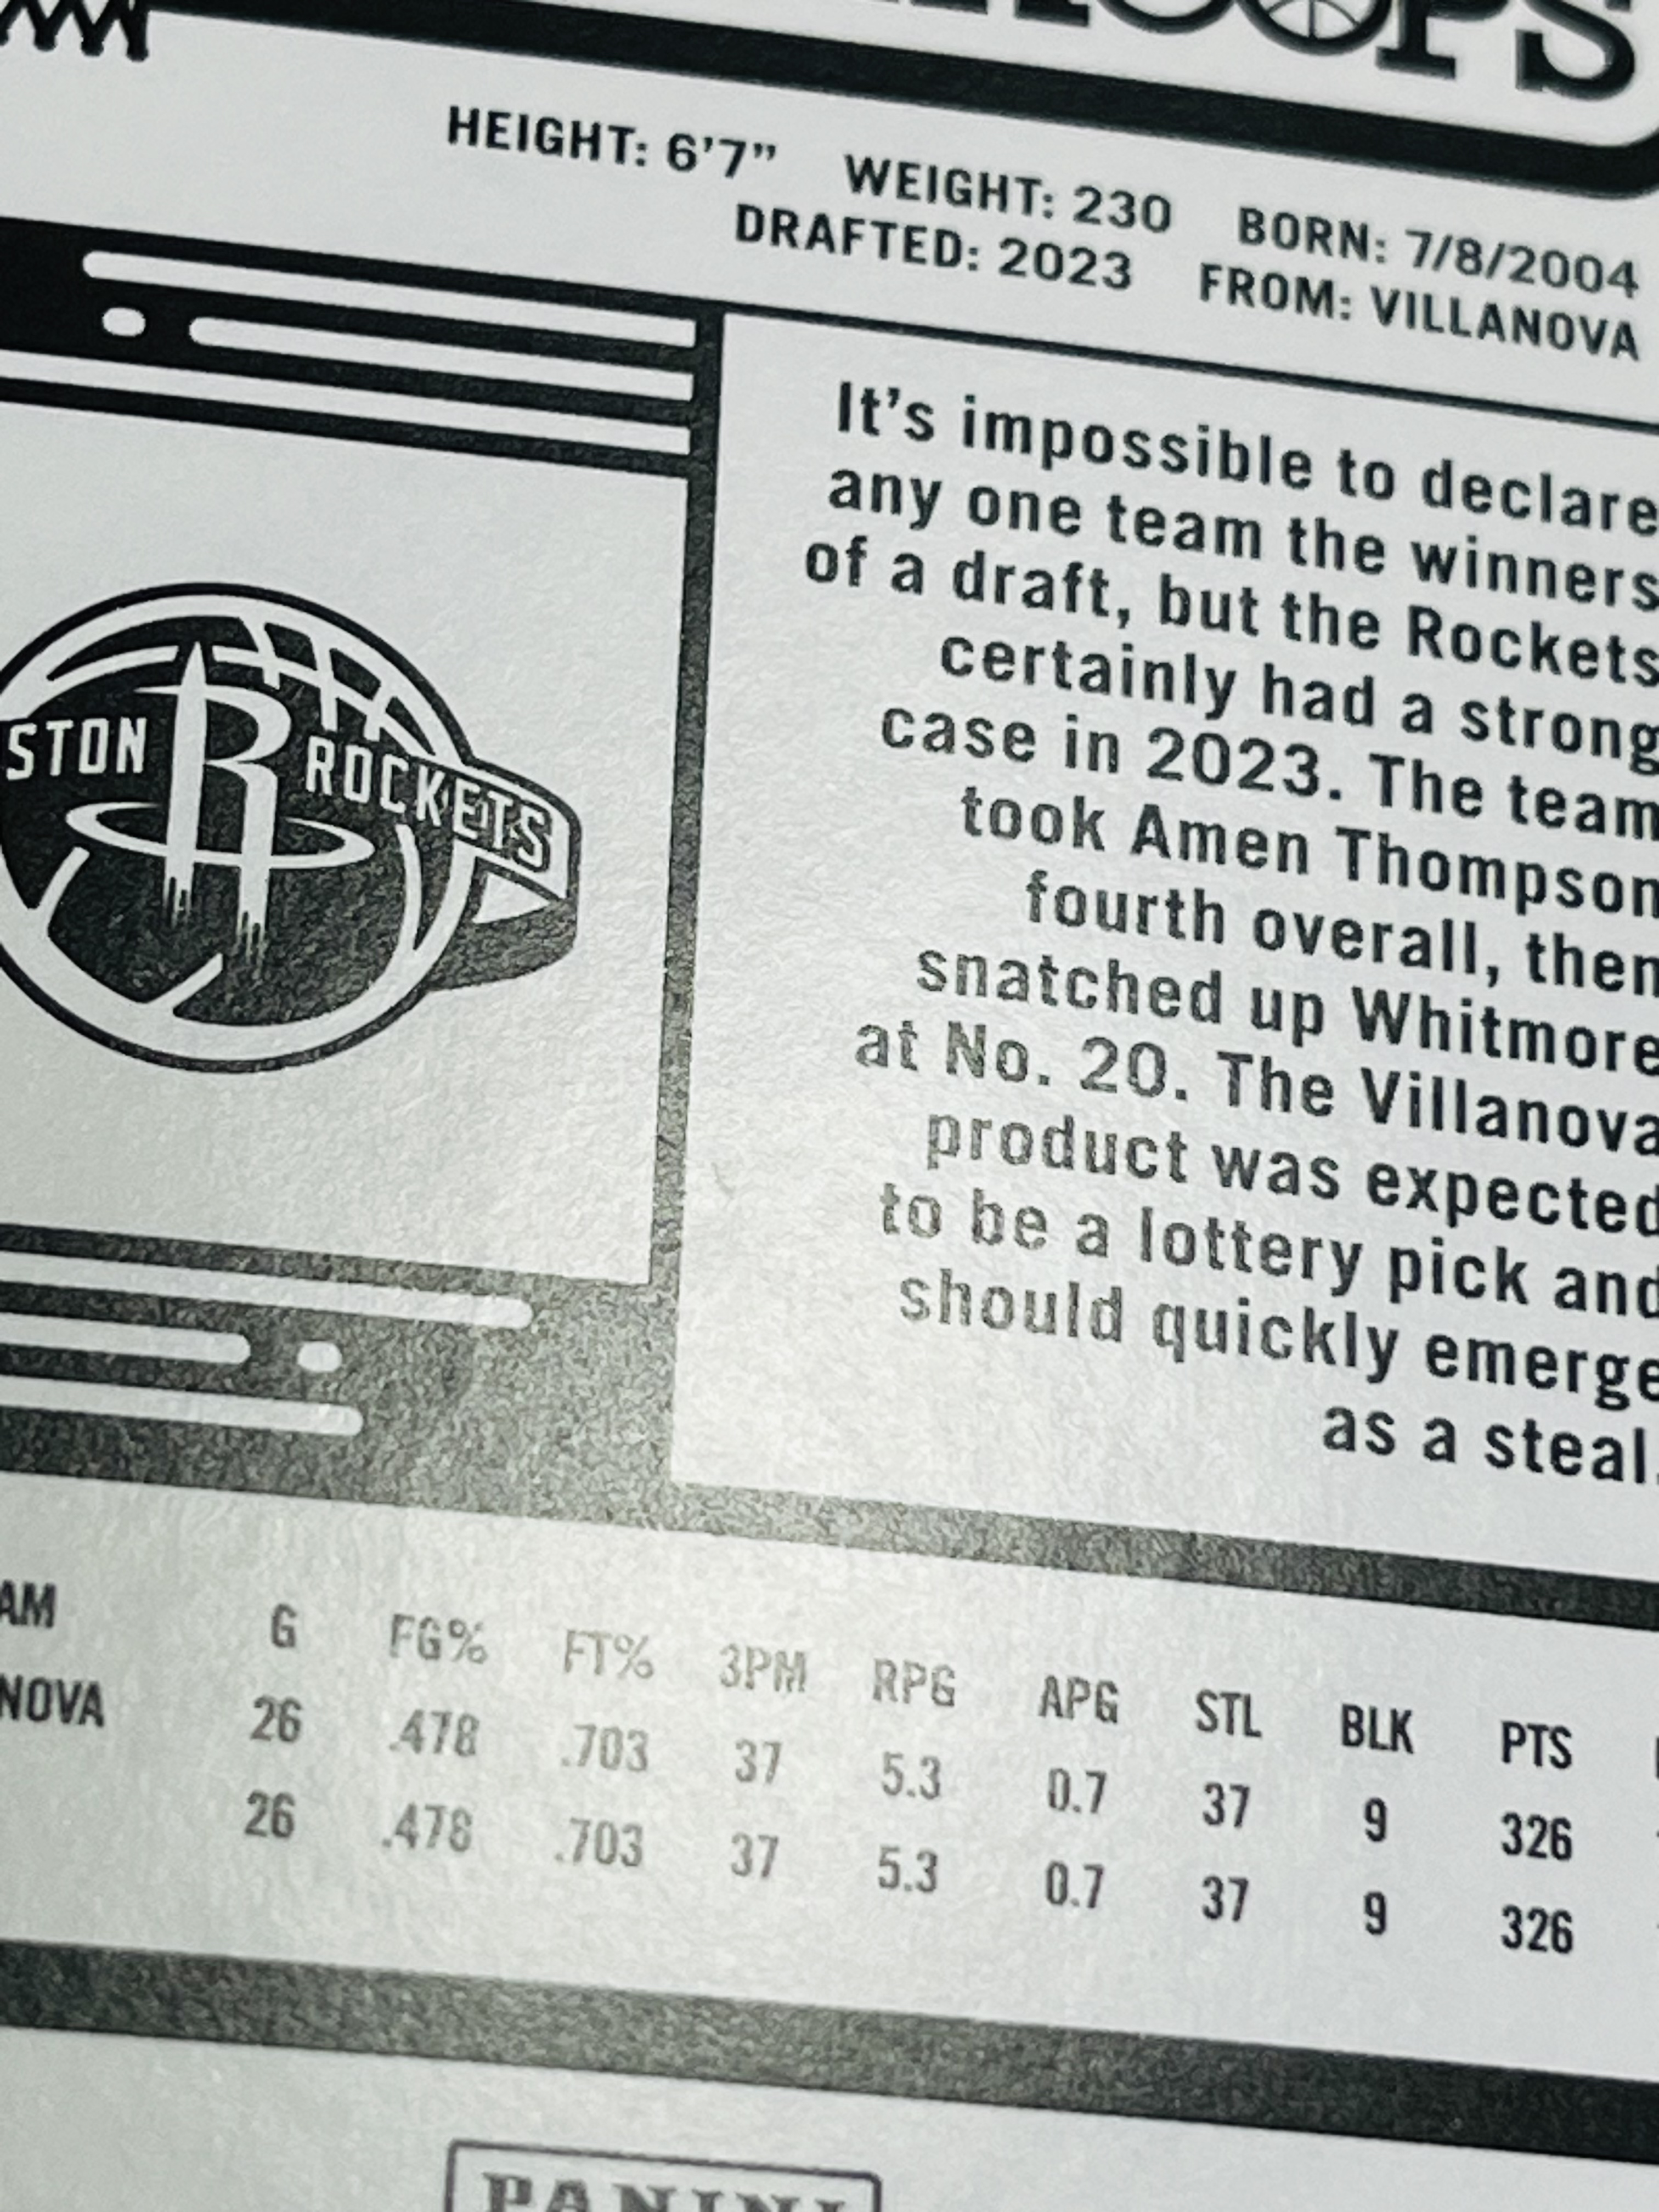 HOOPS
HEIGHT: 6'7” WEIGHT: 230 BORN: 7/8/2004
DRAFTED: 2023 FROM: VILLANOVA
It's impossible to declare
any one team the winners
of a draft, but the Rockets
certainly had a strong
case in 2023. The team
took Amen Thompson
fourth overall, then
snatched up Whitmore
at No. 20. The Villanova
product was expected
to be a lottery pick and
should quickly emerge
as a steal.
STON R ROCKETS
AM G FG% FT% 3PM RPG APG STL BLK PTS
NOVA 26 .478 .703 37 5.3 0.7 37 9 326
26 .478 .703 37 5.3 0.7 37 9 326
PANINI